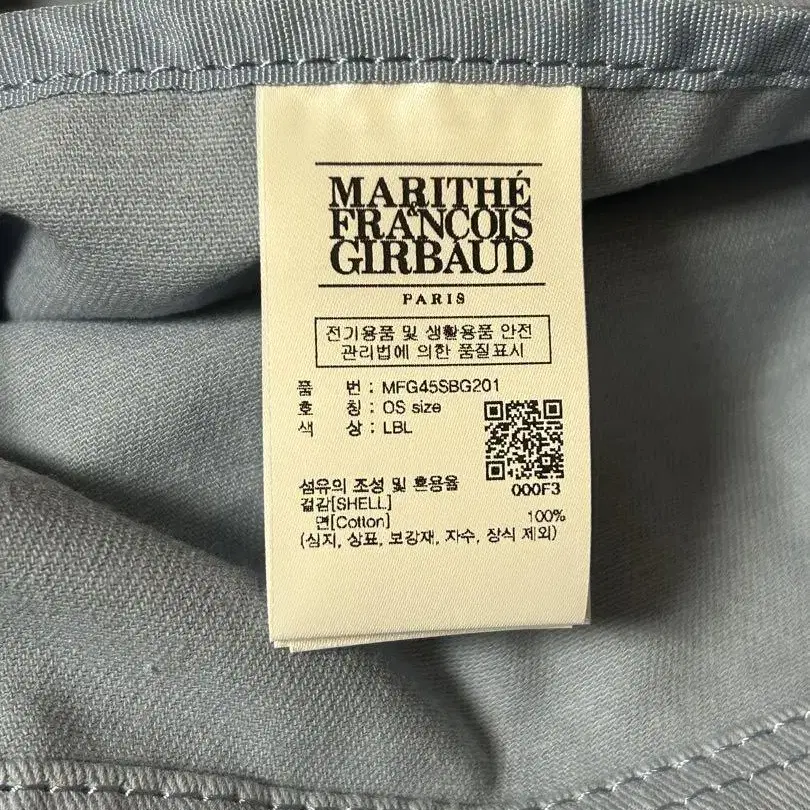 MARITHÉ
&
FRANCOIS
GIRBAUD
PARIS
전기용품 및 생활용품 안전
관리법에 의한 품질표시
품 번 : MFG45SBG201
호 칭 : OS size
색 상 : LBL
000F3
섬유의 조성 및 혼용율
겉감[SHELL]
면[Cotton] 100%
(심지, 상표, 보강재, 자수, 장식 제외)